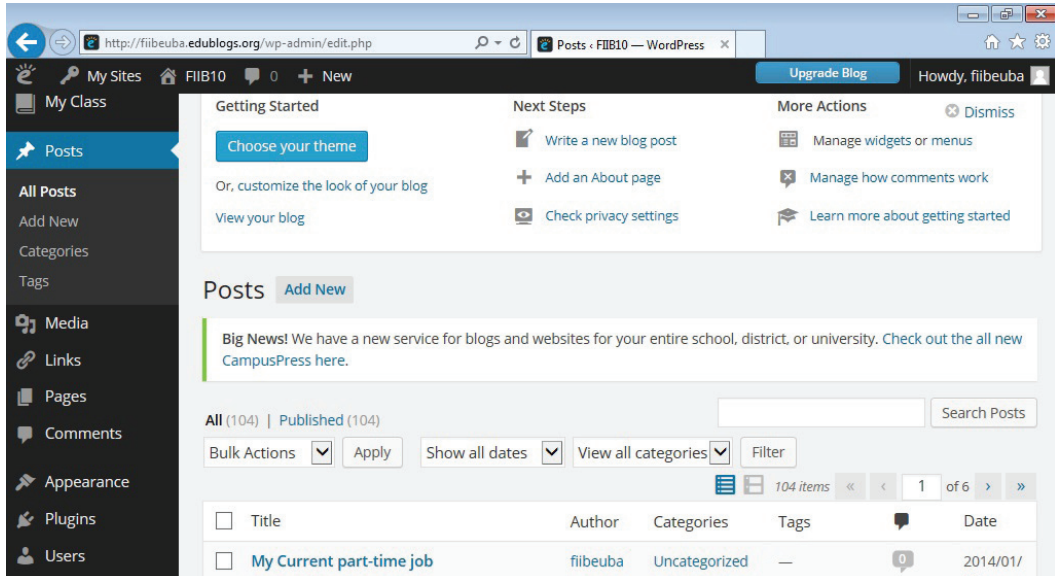 http://fiibeuba.edublogs.org/wp-admin/edit.php
Posts ‹ FIIB10 — WordPress
My Sites FIIB10 0 + New Upgrade Blog Howdy, fiibeuba
My Class
Posts
All Posts
Add New
Categories
Tags
Media
Links
Pages
Comments
Appearance
Plugins
Users
Getting Started
Choose your theme
Or, customize the look of your blog
View your blog
Next Steps
Write a new blog post
Add an About page
Check privacy settings
More Actions
Dismiss
Manage widgets or menus
Manage how comments work
Learn more about getting started
Posts Add New
Big News! We have a new service for blogs and websites for your entire school, district, or university. Check out the all new
CampusPress here.
All (104) | Published (104)
Search Posts
Bulk Actions Apply Show all dates View all categories Filter
104 items « ‹ 1 of 6 › »
Title Author Categories Tags Date
My Current part-time job fiibeuba Uncategorized — 0 2014/01/